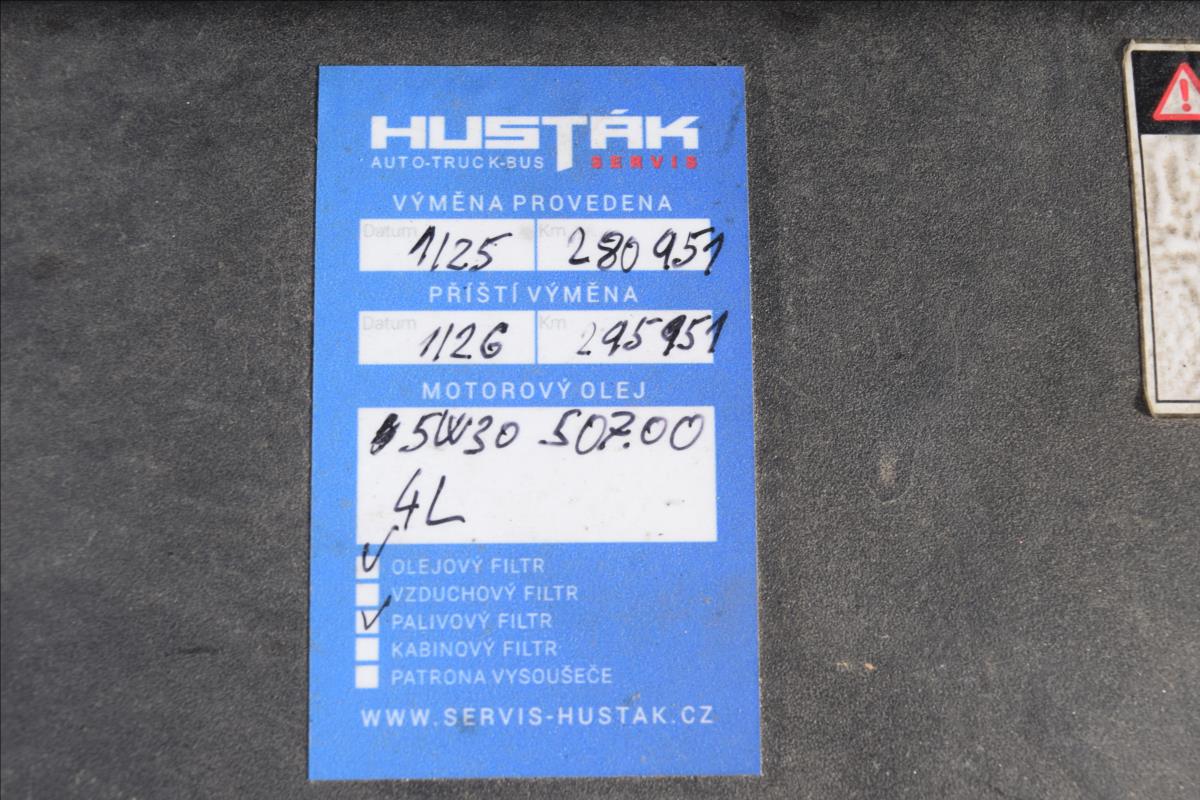 HUSTÁK
AUTO-TRUCK-BUS SERVIS
VÝMĚNA PROVEDENA
Datum 1/25 Km 280 951
PŘÍŠTÍ VÝMĚNA
Datum 1/26 Km 295 951
MOTOROVÝ OLEJ
5W30 507.00
4L
OLEJOVÝ FILTR
VZDUCHOVÝ FILTR
PALIVOVÝ FILTR
KABINOVÝ FILTR
PATRONA VYSOUŠEČE
WWW.SERVIS-HUSTAK.CZ